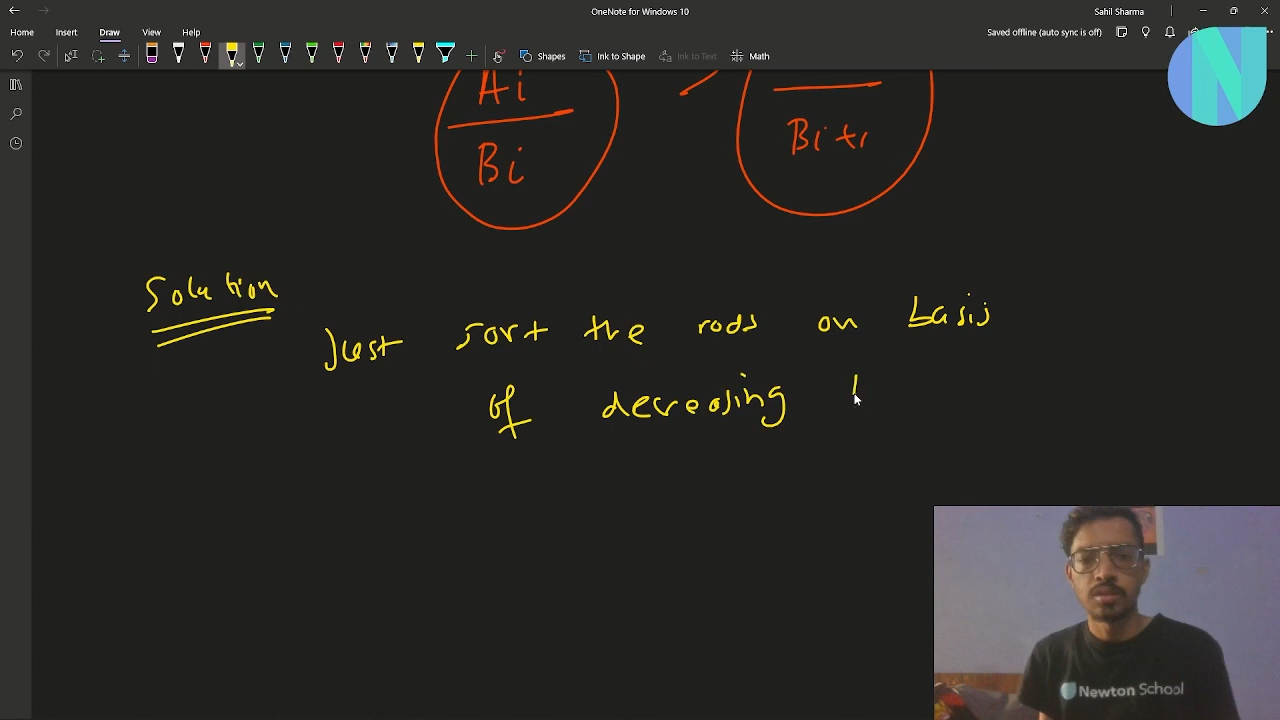 OneNote for Windows 10
Sahil Sharma
Home Insert Draw View Help
Saved offline (auto sync is off)
Shapes Ink to Shape Ink to Text Math
Ai
Bi
Bi+1
Solution
Just sort the rods on basis
of decreasing
Newton School